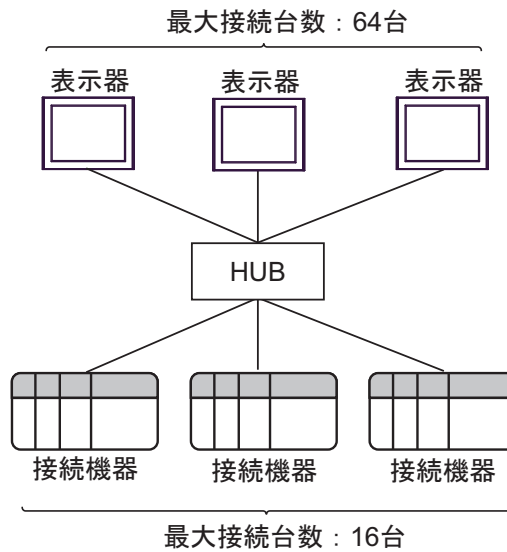 最大接続台数：64台
表示器 表示器 表示器
HUB
接続機器 接続機器 接続機器
最大接続台数：16台